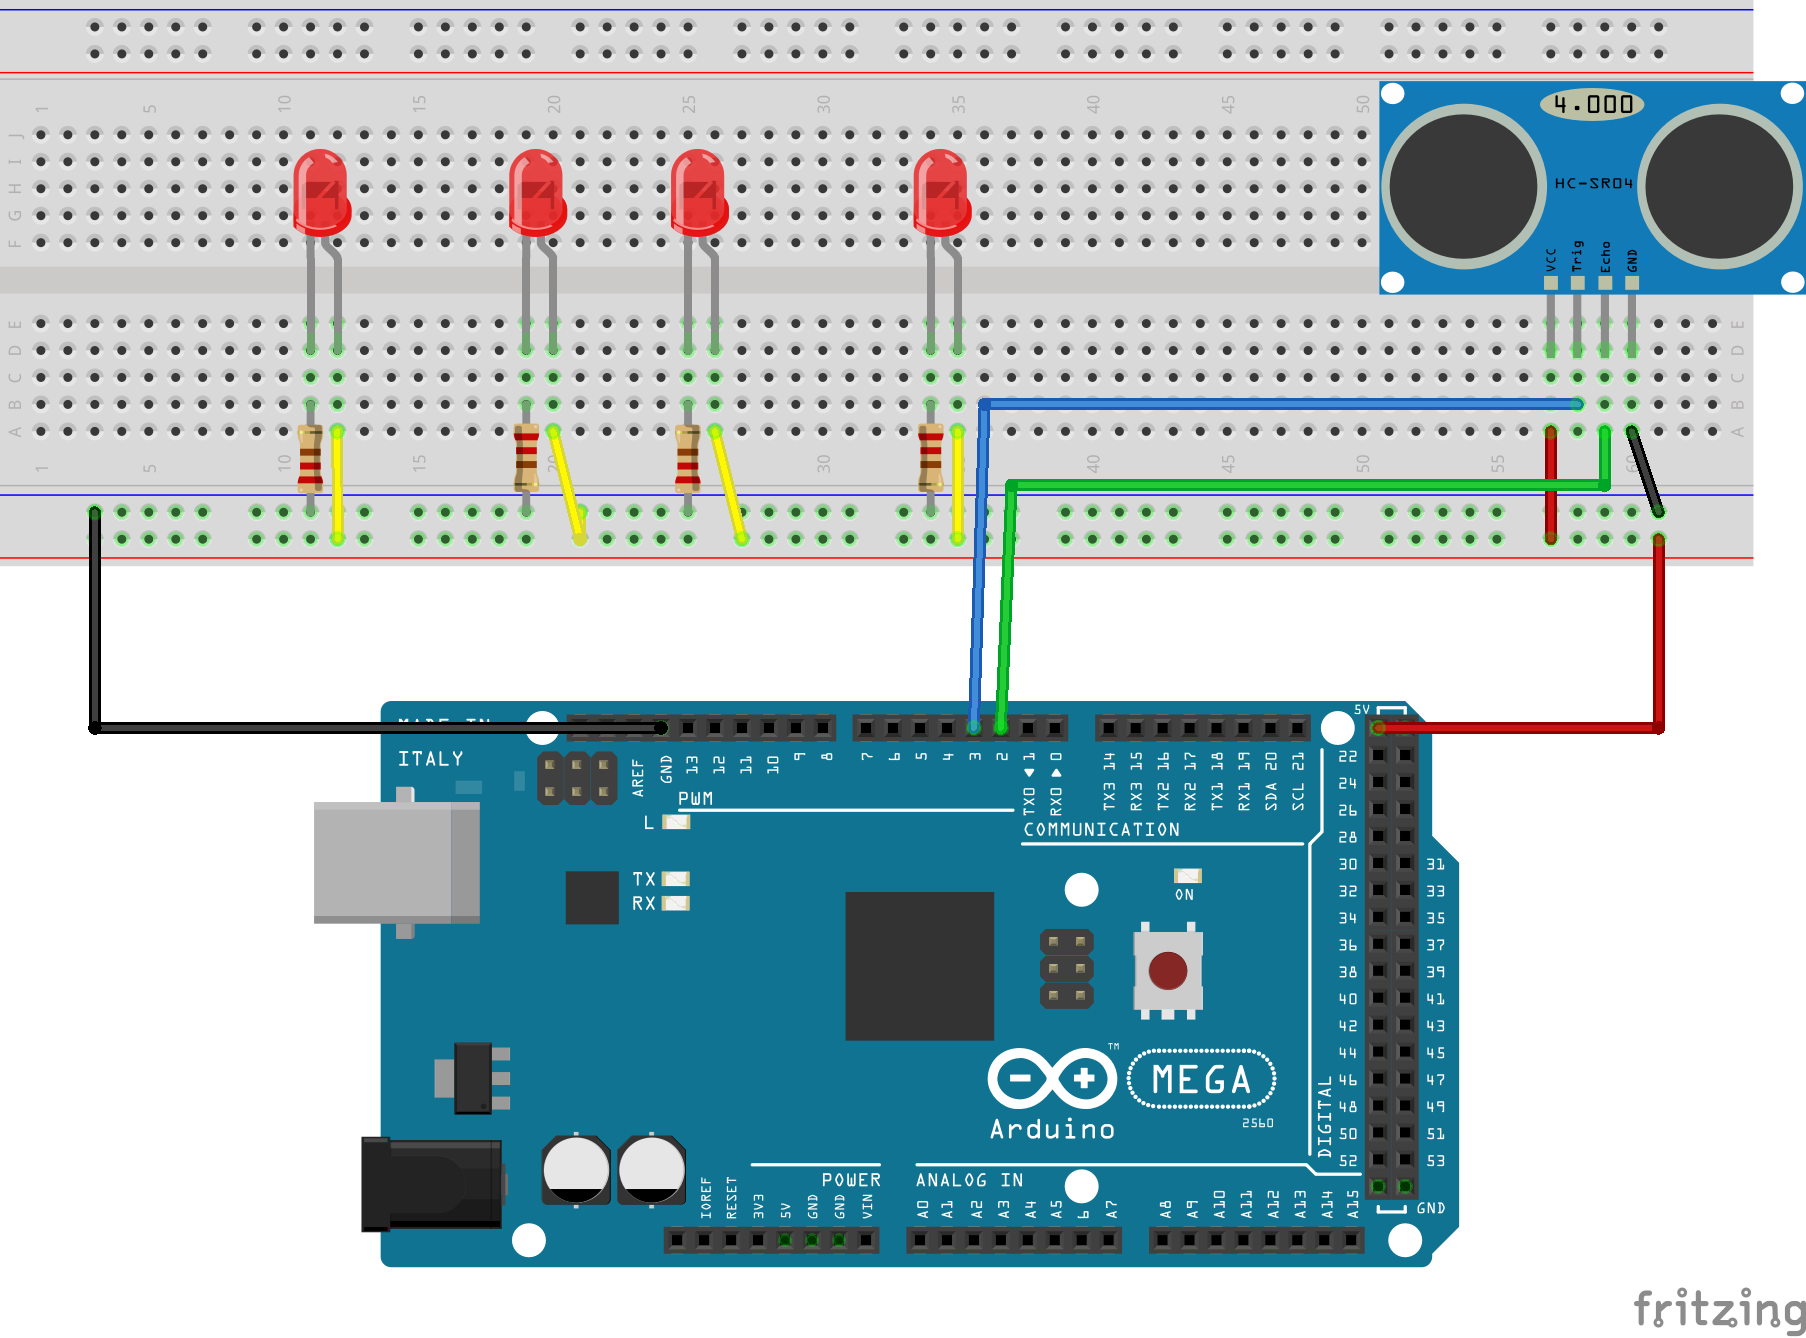 1 5 10 15 20 25 30 35 40 45 50
J
I
H
G
F
4.000
HC-SR04
VCC Trig Echo GND
E E
D D
C C
B B
A A
1 5 10 15 20 25 30 35 40 45 50 55 60
MADE IN
ITALY
AREF GND 13 12 11 10 9 8 7 6 5 4 3 2 TX0 1 RX0 0 TX3 14 RX3 15 TX2 16 RX2 17 TX1 18 RX1 19 SDA 20 SCL 21
PWM
COMMUNICATION
L
TX
RX
ON
5V
22
24
26
28
30 31
32 33
34 35
36 37
38 39
40 41
42 43
44 45
46 47
48 49
50 51
52 53
GND
DIGITAL
TM
MEGA
2560
Arduino
POWER
ANALOG IN
IOREF RESET 3V3 5V GND GND VIN
A0 A1 A2 A3 A4 A5 6 A7 A8 A9 A10 A11 A12 A13 A14 A15
fritzing